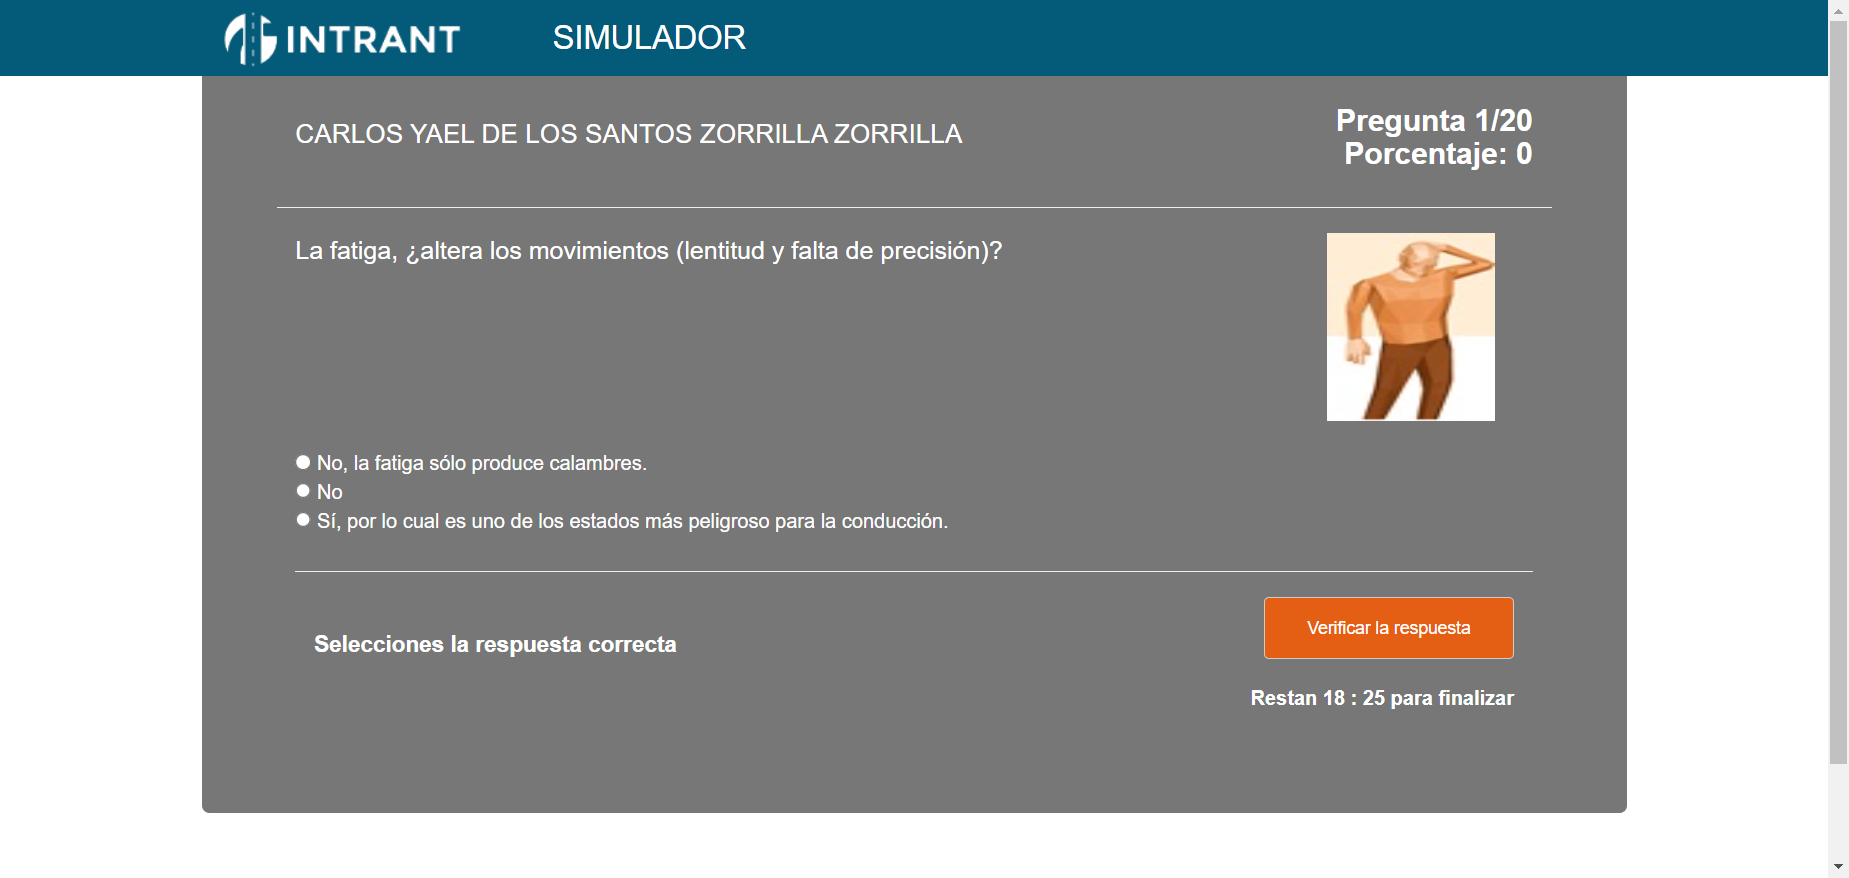 INTRANT
SIMULADOR
CARLOS YAEL DE LOS SANTOS ZORRILLA ZORRILLA
Pregunta 1/20
Porcentaje: 0
La fatiga, ¿altera los movimientos (lentitud y falta de precisión)?
No, la fatiga sólo produce calambres.
No
Sí, por lo cual es uno de los estados más peligroso para la conducción.
Selecciones la respuesta correcta
Verificar la respuesta
Restan 18 : 25 para finalizar